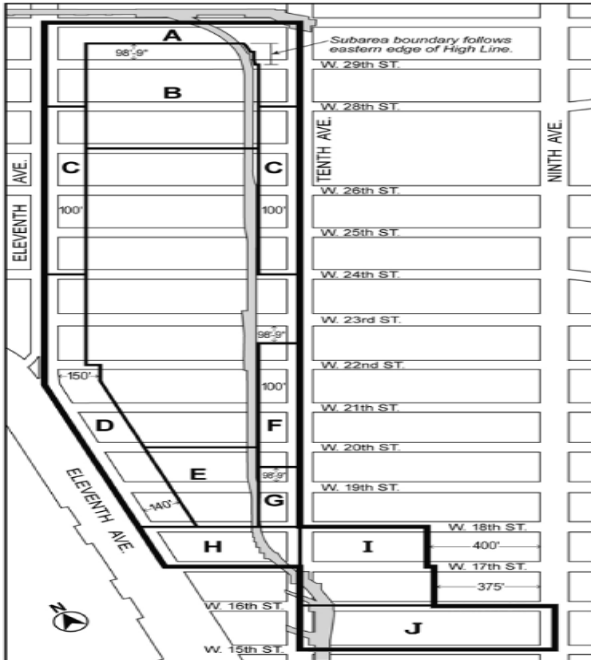 A
Subarea boundary follows
eastern edge of High Line.
98'-9"
W. 29th ST.
B
W. 28th ST.
ELEVENTH AVE.
TENTH AVE.
NINTH AVE.
C
C
W. 26th ST.
100'
100'
W. 25th ST.
W. 24th ST.
W. 23rd ST.
98'-9"
W. 22nd ST.
150'
100'
W. 21th ST.
D
F
W. 20th ST.
E
98'-9"
W. 19th ST.
140'
G
ELEVENTH AVE.
W. 18th ST.
H
I
400'
W. 17th ST.
375'
W. 16th ST.
N
J
W. 15th ST.